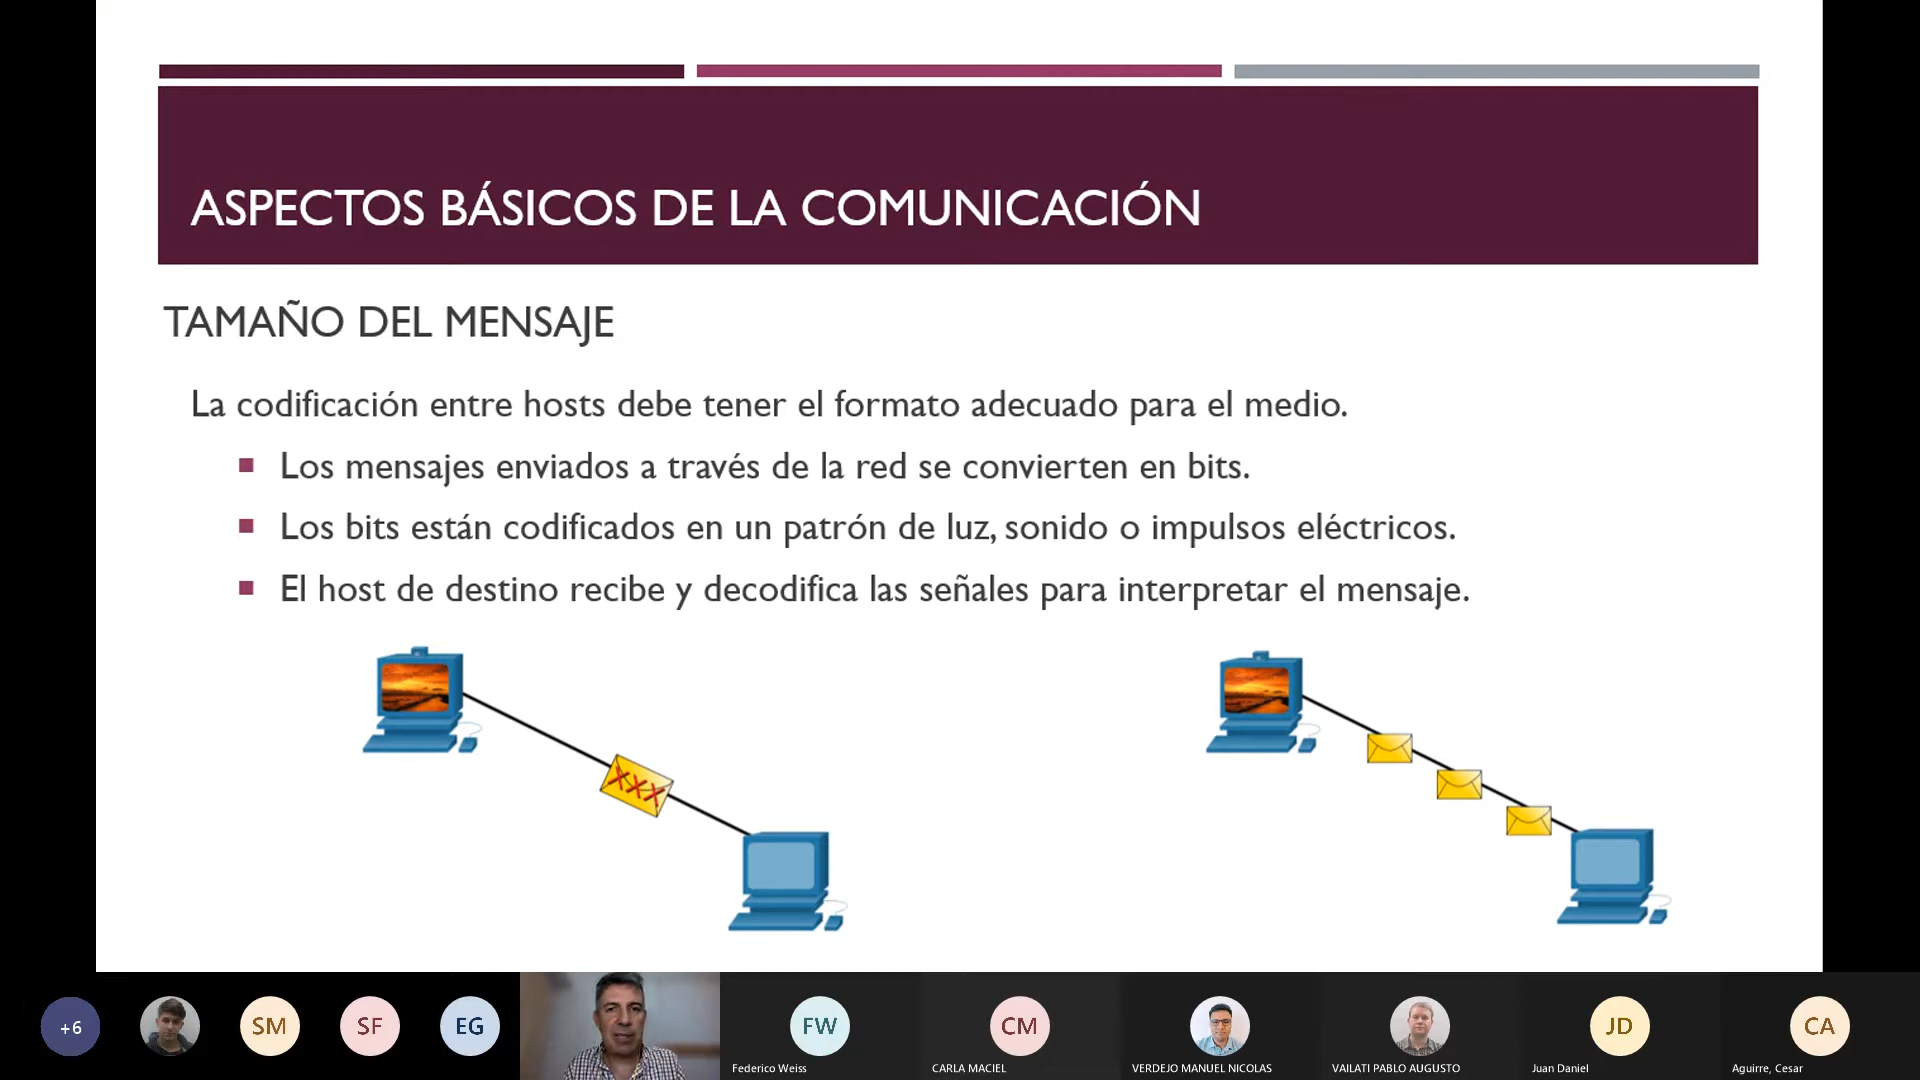 ASPECTOS BÁSICOS DE LA COMUNICACIÓN
TAMAÑO DEL MENSAJE
La codificación entre hosts debe tener el formato adecuado para el medio.
Los mensajes enviados a través de la red se convierten en bits.
Los bits están codificados en un patrón de luz, sonido o impulsos eléctricos.
El host de destino recibe y decodifica las señales para interpretar el mensaje.
XXX
+6
SM
SF
EG
FW
CM
JD
CA
Federico Weiss
CARLA MACIEL
VERDEJO MANUEL NICOLAS
VAILATI PABLO AUGUSTO
Juan Daniel
Aguirre, Cesar